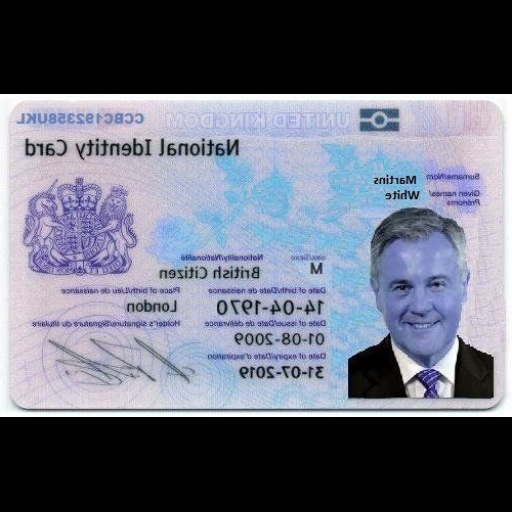 UNITED KINGDOM CCBC192358UKL
National Identity Card
Surname/Nom
Martins
Given names/
Prénoms
White
Sex/Sexe Nationality/Nationalité
M British Citizen
Date of birth/Date de naissance Place of birth/Lieu de naissance
14-04-1970 London
Date of issue/Date de délivrance Holder's signature/Signature du titulaire
01-08-2009
Date of expiry/Date d'expiration
31-07-2019